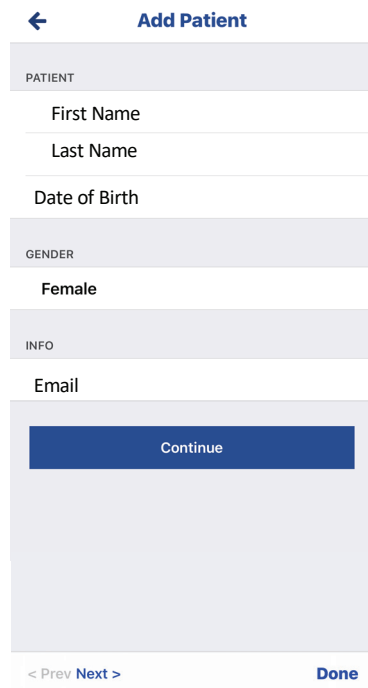 Add Patient
PATIENT
First Name
Last Name
Date of Birth
GENDER
Female
INFO
Email
Continue
< Prev Next > Done